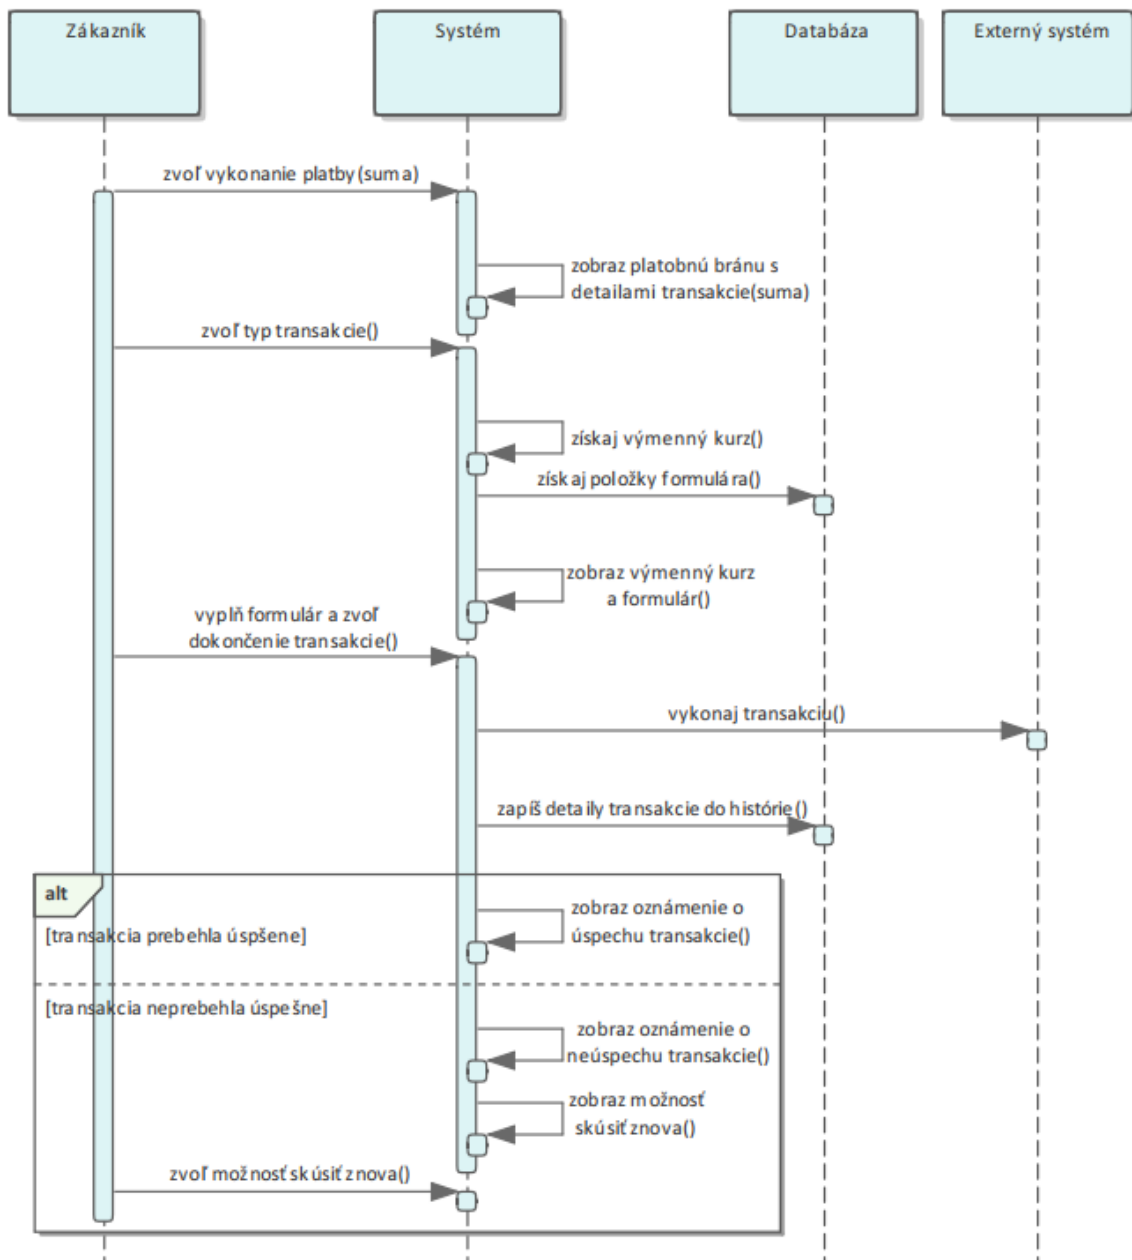 Zákazník
Systém
Databáza
Externý systém
zvoľ vykonanie platby(suma)
zobraz platobnú bránu s
detailami transakcie(suma)
zvoľ typ transakcie()
získaj výmenný kurz()
získaj položky formulára()
zobraz výmenný kurz
a formulár()
vyplň formulár a zvoľ
dokončenie transakcie()
vykonaj transakciu()
zapíš detaily transakcie do histórie()
alt
zobraz oznámenie o
úspechu transakcie()
[transakcia prebehla úspšene]
[transakcia neprebehla úspešne]
zobraz oznámenie o
neúspechu transakcie()
zobraz možnosť
skúsiť znova()
zvoľ možnosť skúsiť znova()